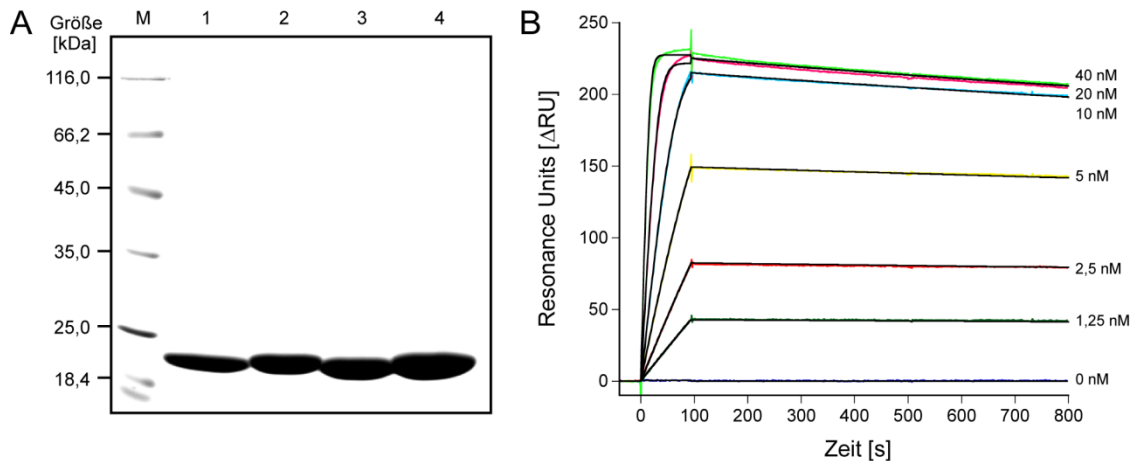 A
Größe
[kDa]
M 1 2 3 4
116,0
66,2
45,0
35,0
25,0
18,4
B
Resonance Units [ΔRU]
250
200
150
100
50
0
40 nM
20 nM
10 nM
5 nM
2,5 nM
1,25 nM
0 nM
0 100 200 300 400 500 600 700 800
Zeit [s]